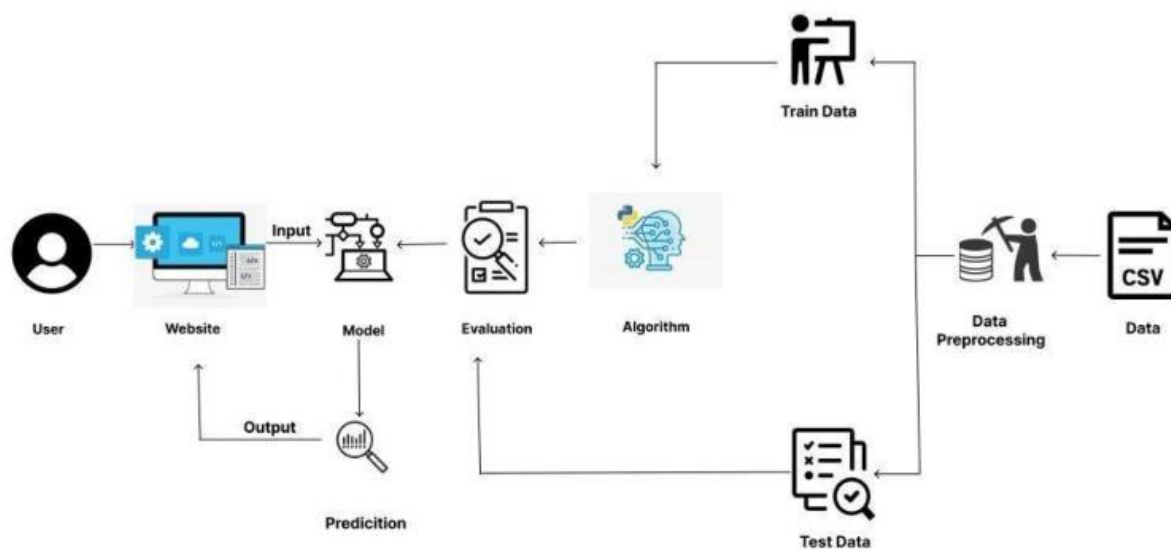 Train Data
Input
CSV
User
Website
Model
Evaluation
Algorithm
Data
Preprocessing
Data
Output
Predicition
Test Data